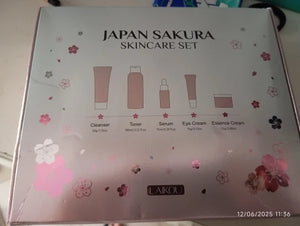 JAPAN SAKURA
SKINCARE SET
Cleanser Toner Serum Eye Cream Essence Cream
LAIKOU
12/06/2025 11:36